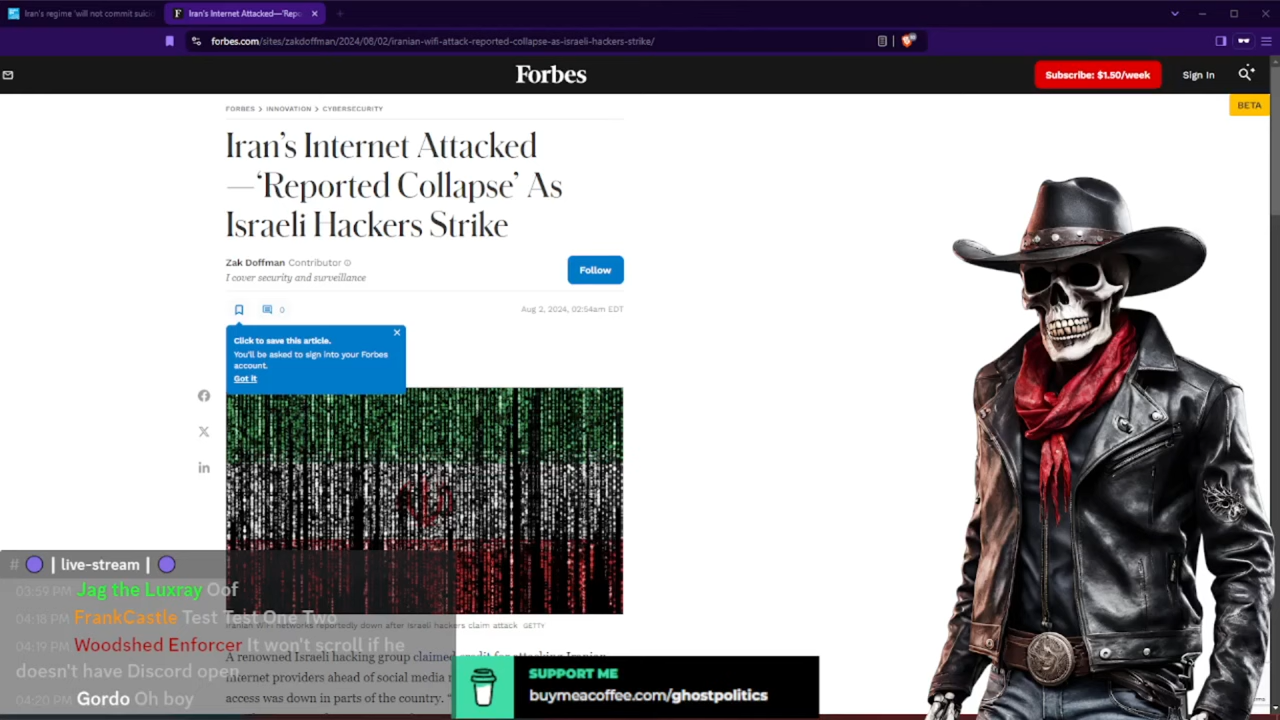 Iran's regime 'will not commit suici
Iran's Internet Attacked—'Repo
forbes.com/sites/zakdoffman/2024/08/02/iranian-wifi-attack-reported-collapse-as-israeli-hackers-strike/
Forbes
Subscribe: $1.50/week
Sign In
BETA
FORBES > INNOVATION > CYBERSECURITY
Iran's Internet Attacked
—'Reported Collapse' As
Israeli Hackers Strike
Zak Doffman Contributor
I cover security and surveillance
Follow
0
Aug 2, 2024, 02:54am EDT
Click to save this article.
You'll be asked to sign into your Forbes
account.
Got it
# | live-stream |
03:59 PM Jag the Luxray Oof
04:18 PM FrankCastle Test Test One Two
Iranian WiFi networks reportedly down after Israeli hackers claim attack GETTY
04:19 PM Woodshed Enforcer It won't scroll if he
doesn't have Discord open
04:20 PM Gordo Oh boy
A renowned Israeli hacking group claimed credit for attacking Iranian
internet providers ahead of social media
access was down in parts of the country.
SUPPORT ME
buymeacoffee.com/ghostpolitics